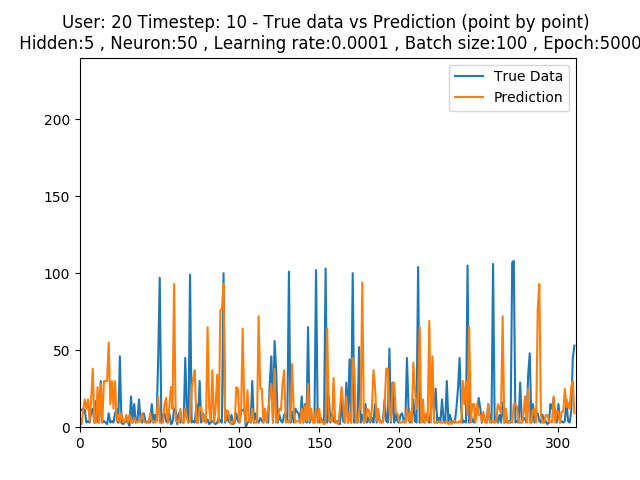 User: 20 Timestep: 10 - True data vs Prediction (point by point)
Hidden:5 , Neuron:50 , Learning rate:0.0001 , Batch size:100 , Epoch:5000
True Data
Prediction
200
150
100
50
0
0 50 100 150 200 250 300